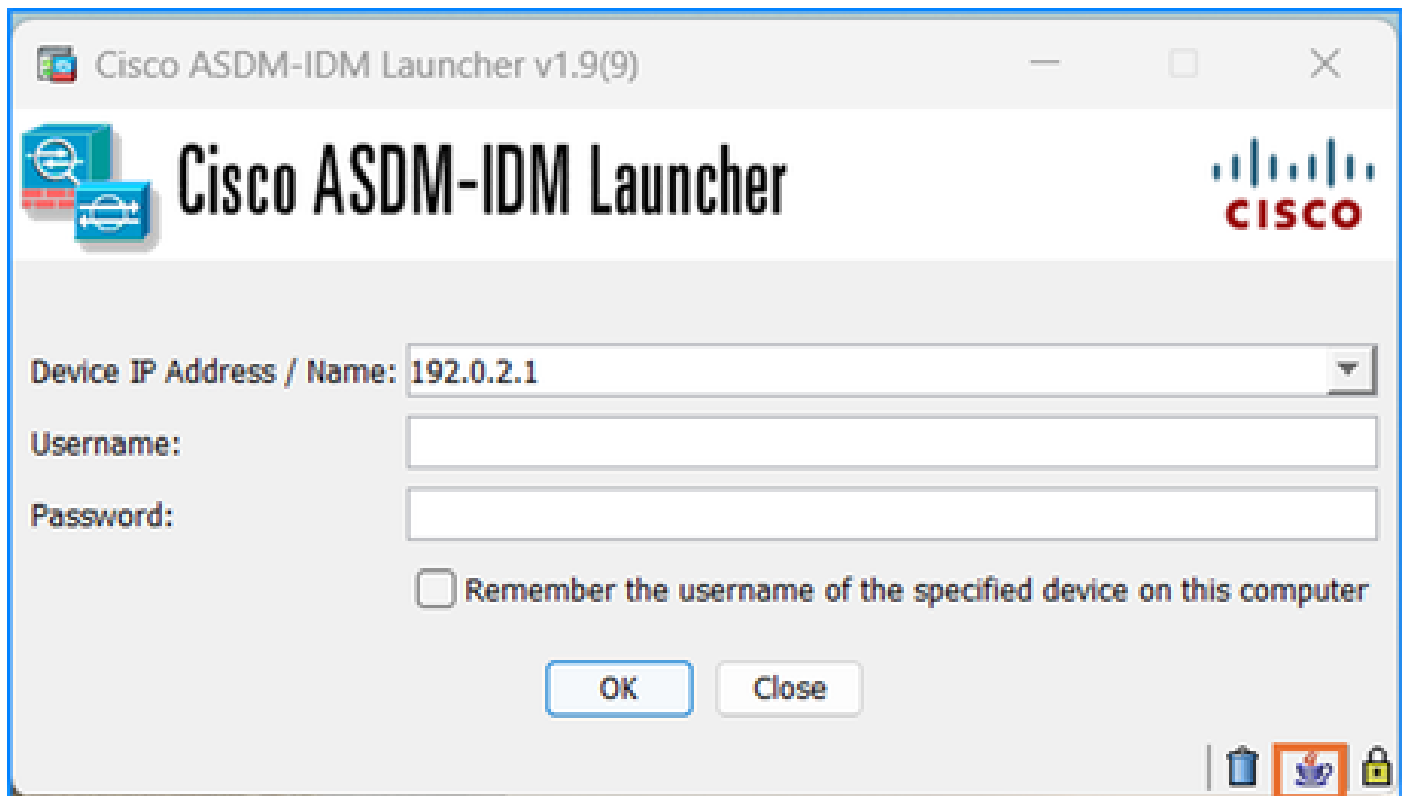 Cisco ASDM-IDM Launcher v1.9(9)
Cisco ASDM-IDM Launcher
CISCO
Device IP Address / Name: 192.0.2.1
Username:
Password:
Remember the username of the specified device on this computer
OK Close